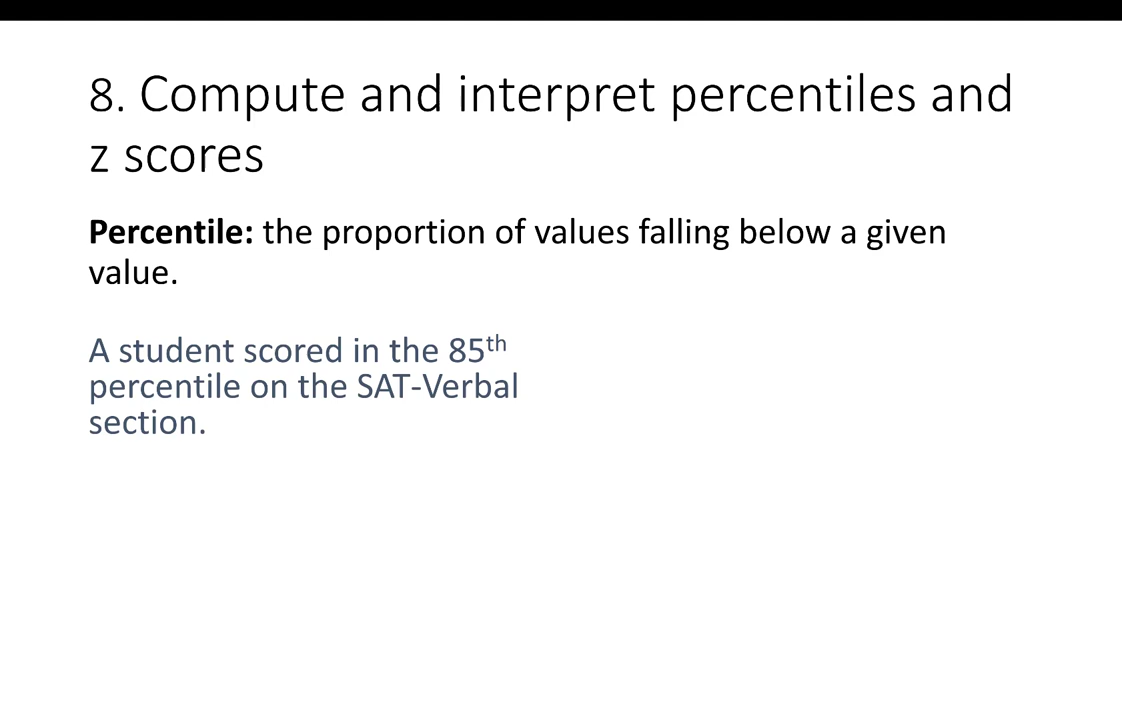 8. Compute and interpret percentiles and
z scores
Percentile: the proportion of values falling below a given
value.
A student scored in the 85th
percentile on the SAT-Verbal
section.